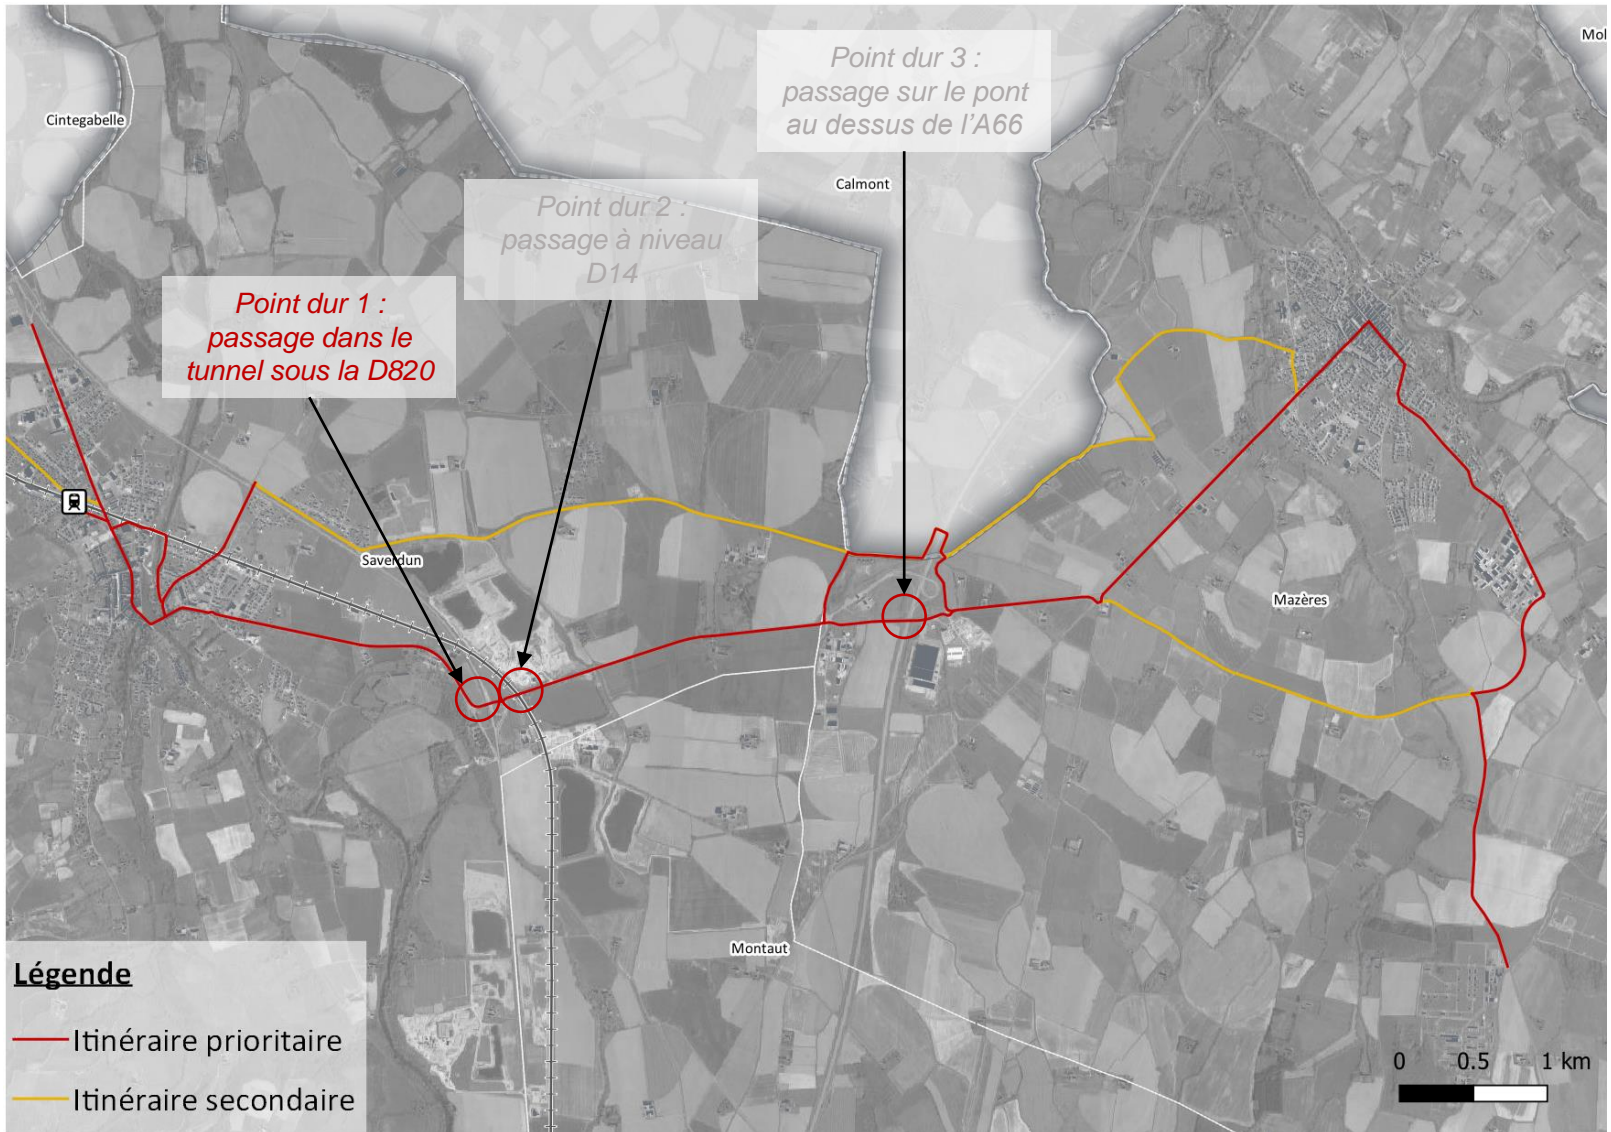 Mol
Point dur 3 :
passage sur le pont
au dessus de l'A66
Cintegabelle
Calmont
Point dur 2 :
passage à niveau
D14
Point dur 1 :
passage dans le
tunnel sous la D820
Saverdun
Mazères
Montaut
Légende
Itinéraire prioritaire
Itinéraire secondaire
0 0.5 1 km